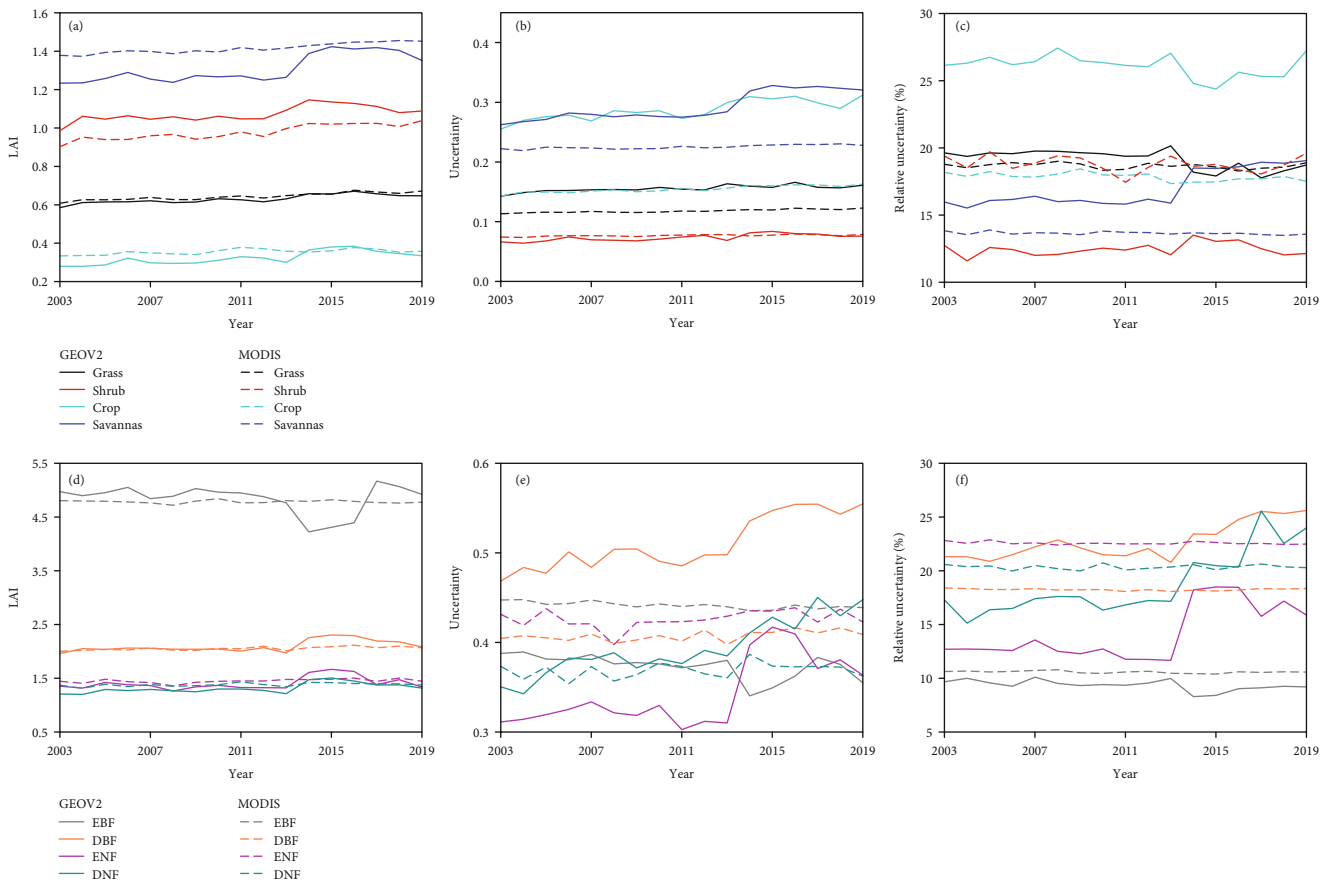 (a)
LAI
1.6
1.4
1.2
1.0
0.8
0.6
0.4
0.2
2003 2007 2011 2015 2019
Year
(b)
Uncertainty
0.4
0.3
0.2
0.1
0.0
2003 2007 2011 2015 2019
Year
(c)
Relative uncertainty (%)
30
25
20
15
10
2003 2007 2011 2015 2019
Year
GEOV2 MODIS
Grass Grass
Shrub Shrub
Crop Crop
Savannas Savannas
(d)
LAI
5.5
4.5
3.5
2.5
1.5
0.5
2003 2007 2011 2015 2019
Year
(e)
Uncertainty
0.6
0.5
0.4
0.3
2003 2007 2011 2015 2019
Year
(f)
Relative uncertainty (%)
30
25
20
15
10
5
2003 2007 2011 2015 2019
Year
GEOV2 MODIS
EBF EBF
DBF DBF
ENF ENF
DNF DNF